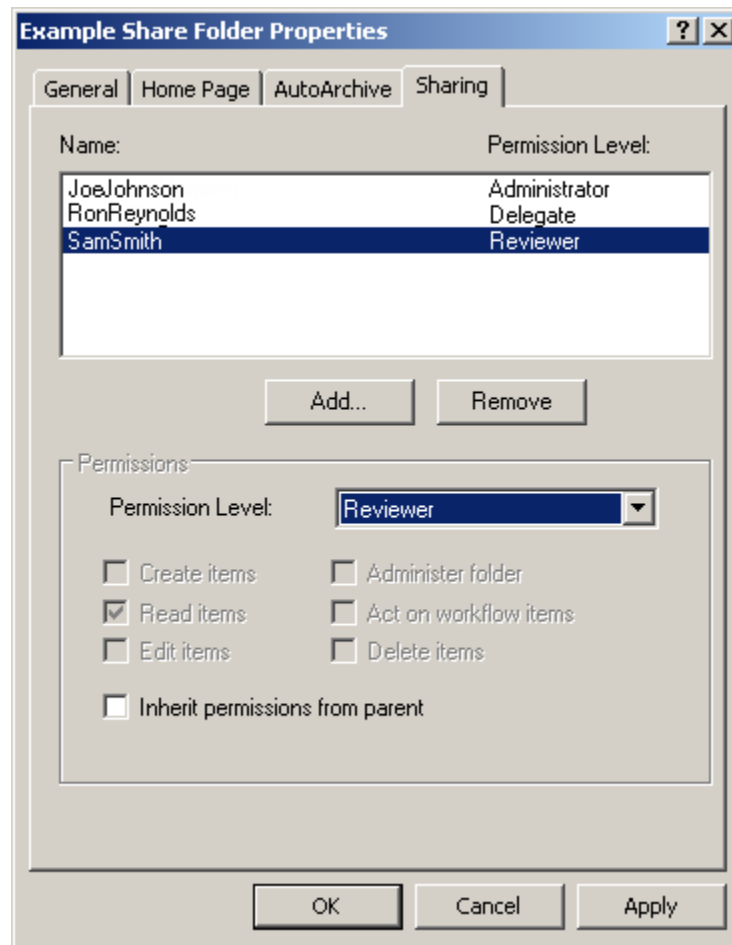 Example Share Folder Properties
General Home Page AutoArchive Sharing
Name: Permission Level:
JoeJohnson Administrator
RonReynolds Delegate
SamSmith Reviewer
Add... Remove
Permissions
Permission Level: Reviewer
Create items Administer folder
Read items Act on workflow items
Edit items Delete items
Inherit permissions from parent
OK Cancel Apply